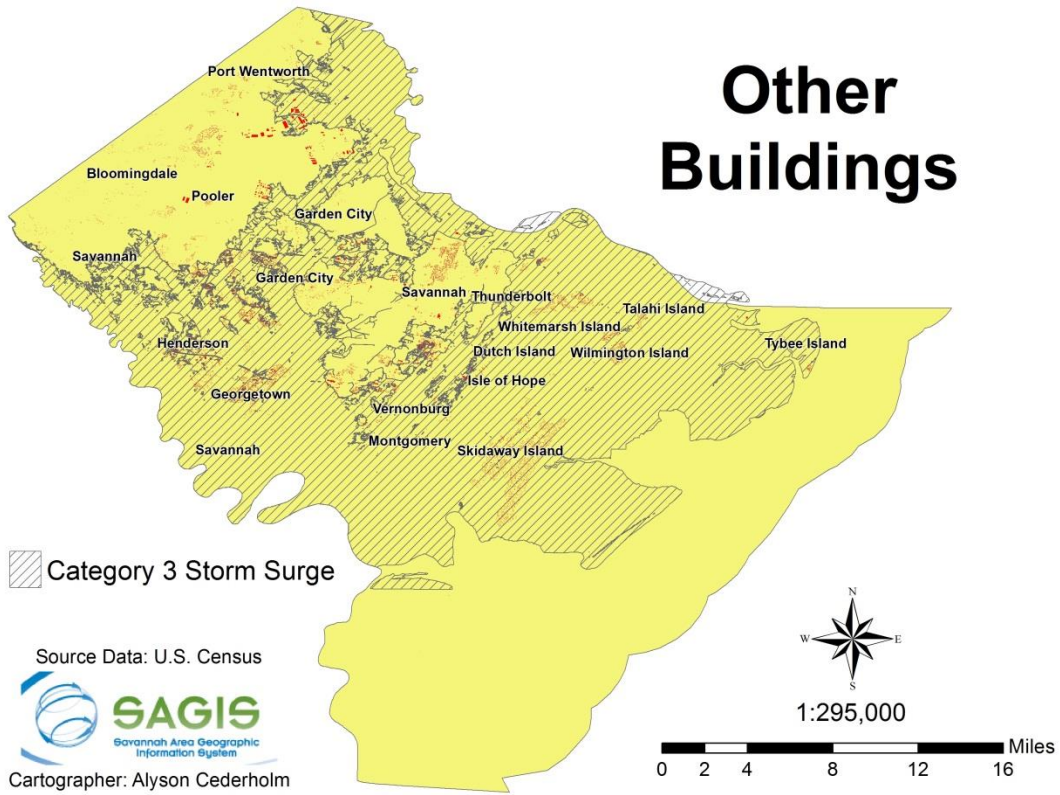 Other
Buildings
Port Wentworth
Bloomingdale
Pooler
Garden City
Savannah
Garden City
Savannah
Thunderbolt
Talahi Island
Whitemarsh Island
Henderson
Dutch Island
Wilmington Island
Tybee Island
Isle of Hope
Georgetown
Vernonburg
Montgomery
Savannah
Skidaway Island
Category 3 Storm Surge
Source Data: U.S. Census
SAGIS
Savannah Area Geographic
Information System
Cartographer: Alyson Cederholm
N
W E
S
1:295,000
Miles
0 2 4 8 12 16